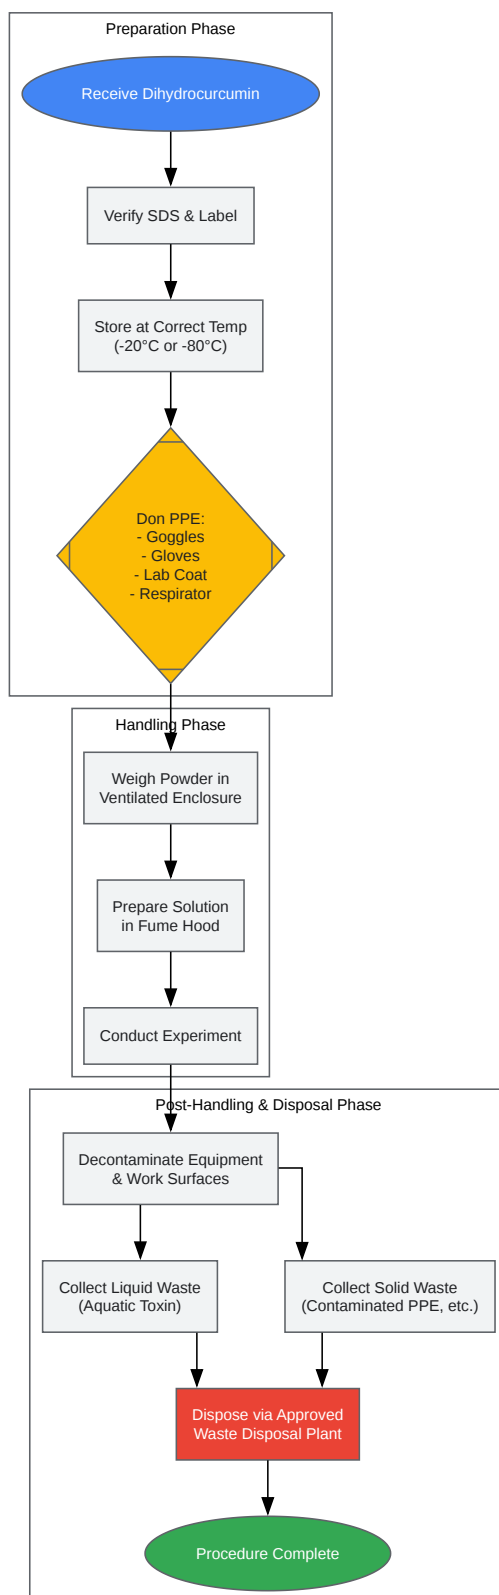 Preparation Phase
Receive Dihydrocurcumin
Verify SDS & Label
Store at Correct Temp
(-20°C or -80°C)
Don PPE:
- Goggles
- Gloves
- Lab Coat
- Respirator
Handling Phase
Weigh Powder in
Ventilated Enclosure
Prepare Solution
in Fume Hood
Conduct Experiment
Post-Handling & Disposal Phase
Decontaminate Equipment
& Work Surfaces
Collect Liquid Waste
(Aquatic Toxin)
Collect Solid Waste
(Contaminated PPE, etc.)
Dispose via Approved
Waste Disposal Plant
Procedure Complete